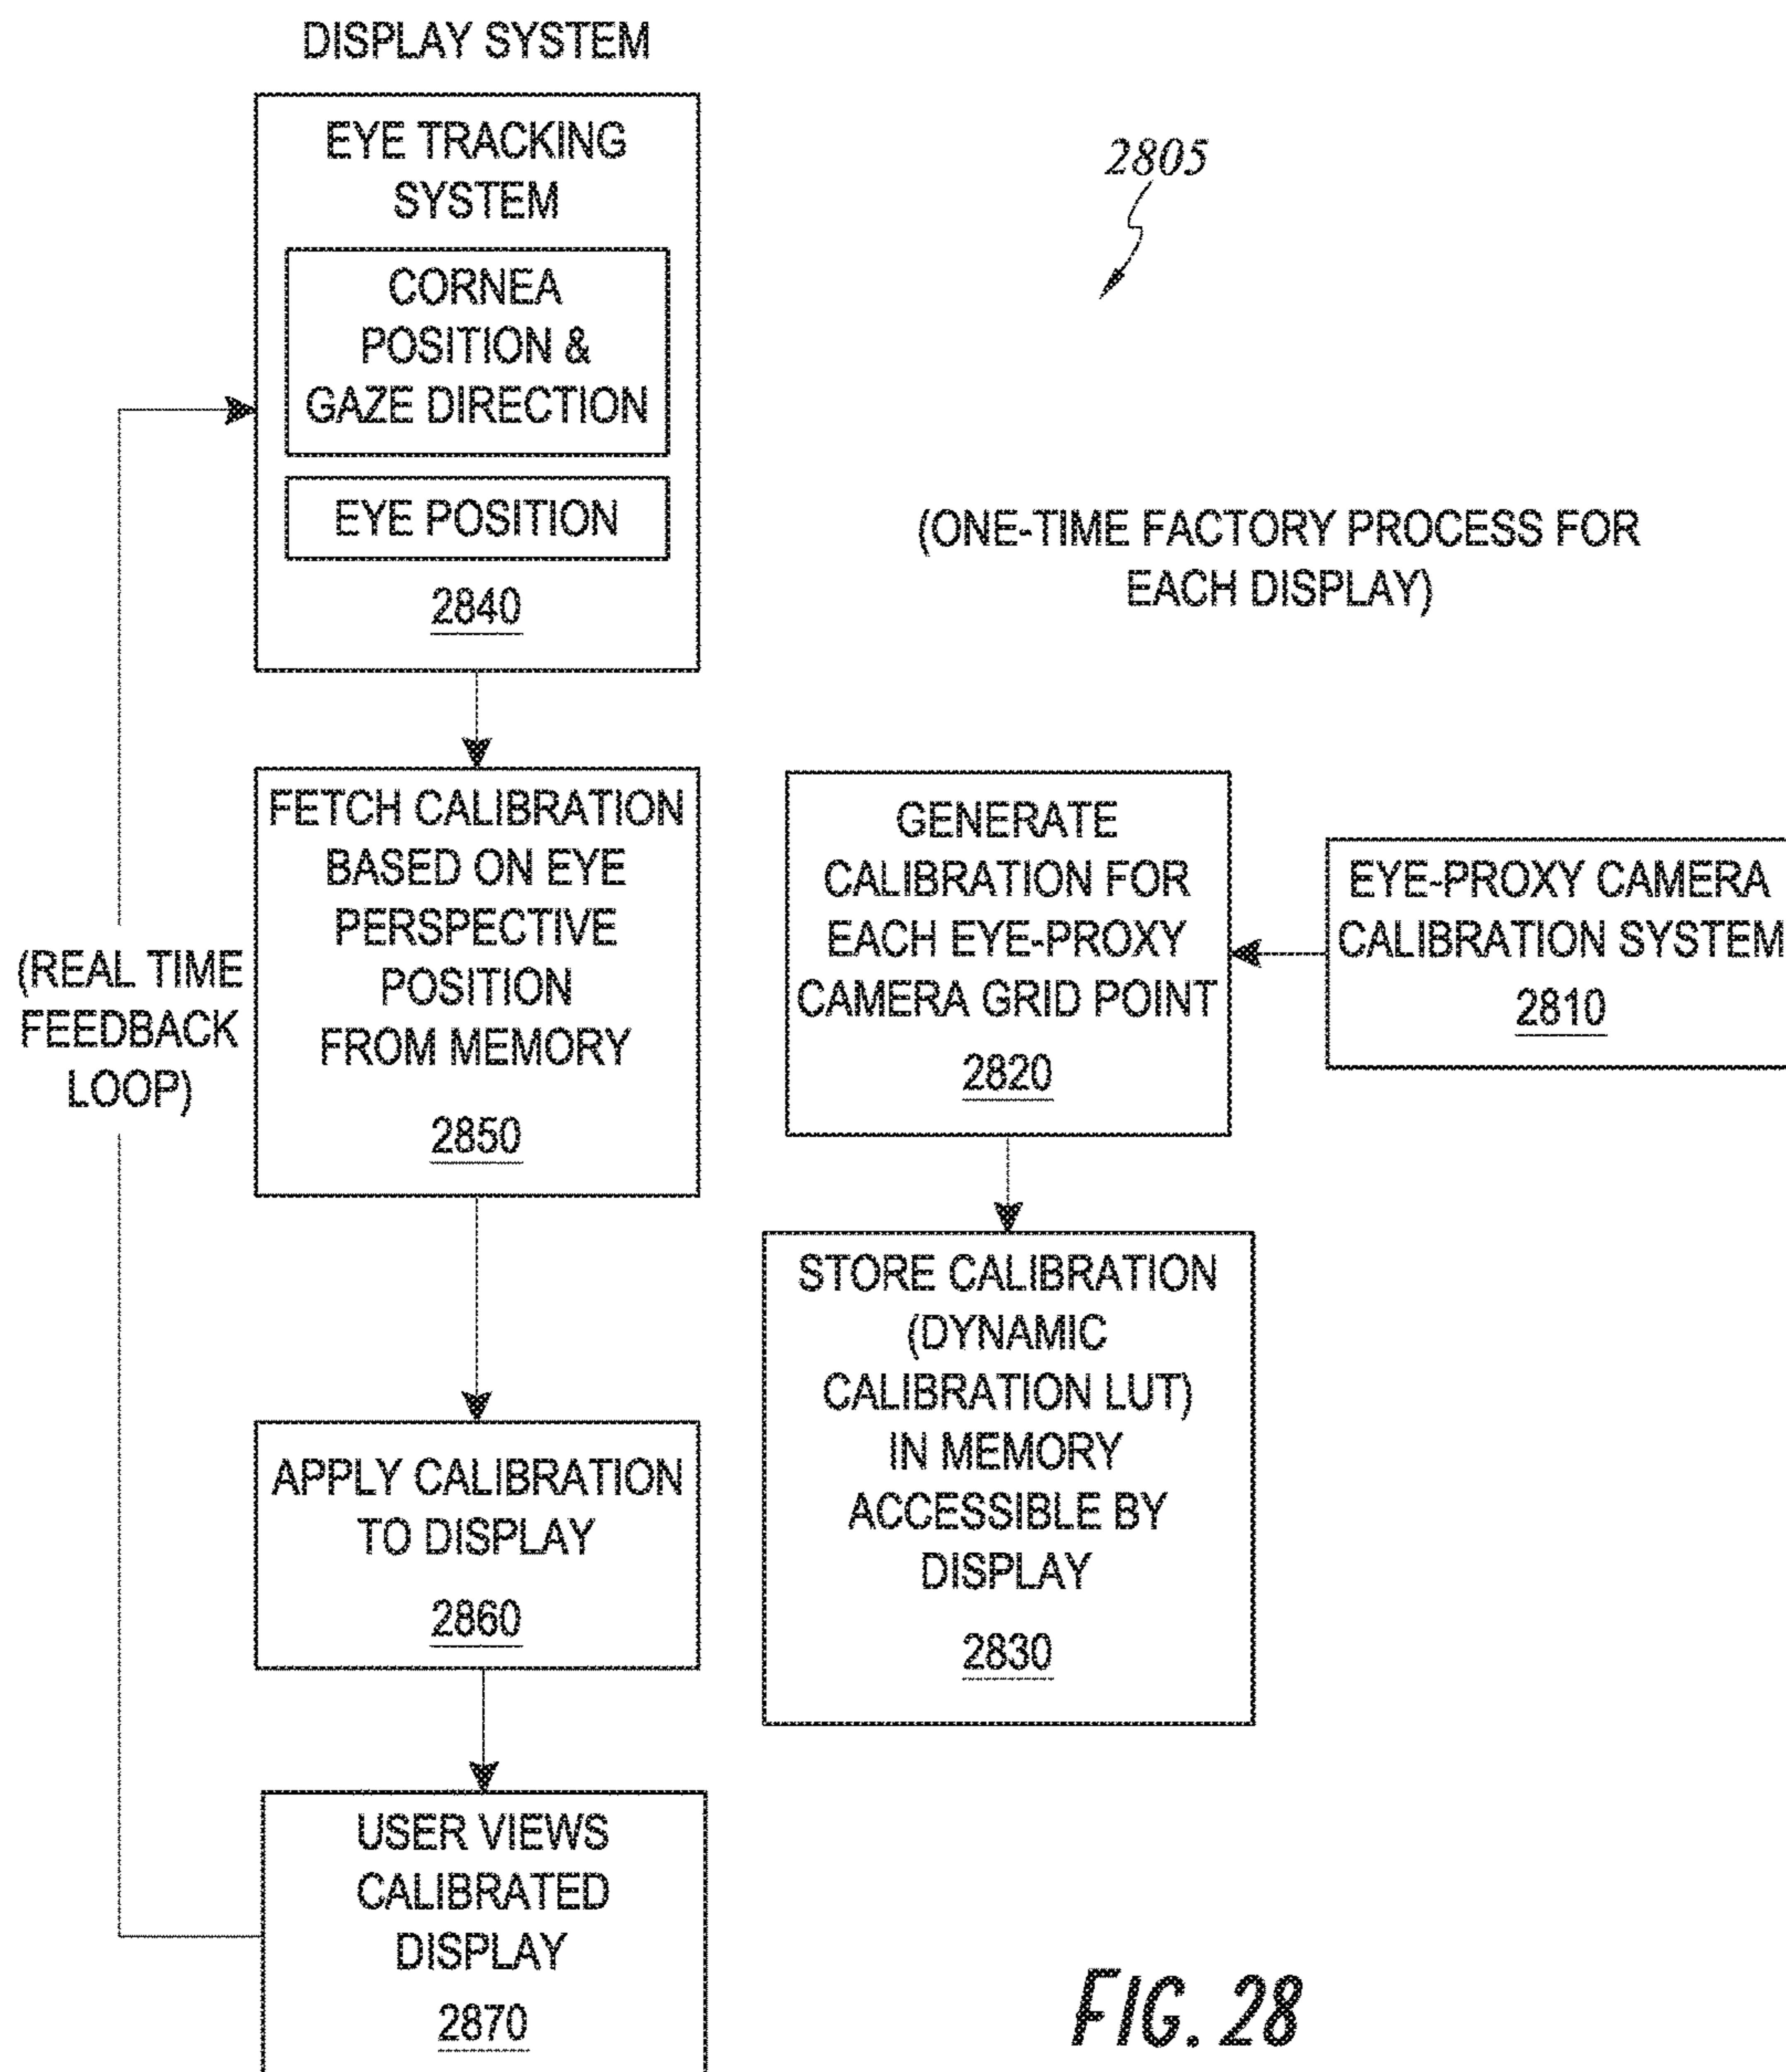 DISPLAY SYSTEM
EYE TRACKING
SYSTEM
CORNEA
POSITION &
GAZE DIRECTION
EYE POSITION
2840
2805
(ONE-TIME FACTORY PROCESS FOR
EACH DISPLAY)
FETCH CALIBRATION
BASED ON EYE
PERSPECTIVE
POSITION
FROM MEMORY
2850
(REAL TIME
FEEDBACK
LOOP)
GENERATE
CALIBRATION FOR
EACH EYE-PROXY
CAMERA GRID POINT
2820
EYE-PROXY CAMERA
CALIBRATION SYSTEM
2810
STORE CALIBRATION
(DYNAMIC
CALIBRATION LUT)
IN MEMORY
ACCESSIBLE BY
DISPLAY
2830
APPLY CALIBRATION
TO DISPLAY
2860
USER VIEWS
CALIBRATED
DISPLAY
2870
FIG. 28